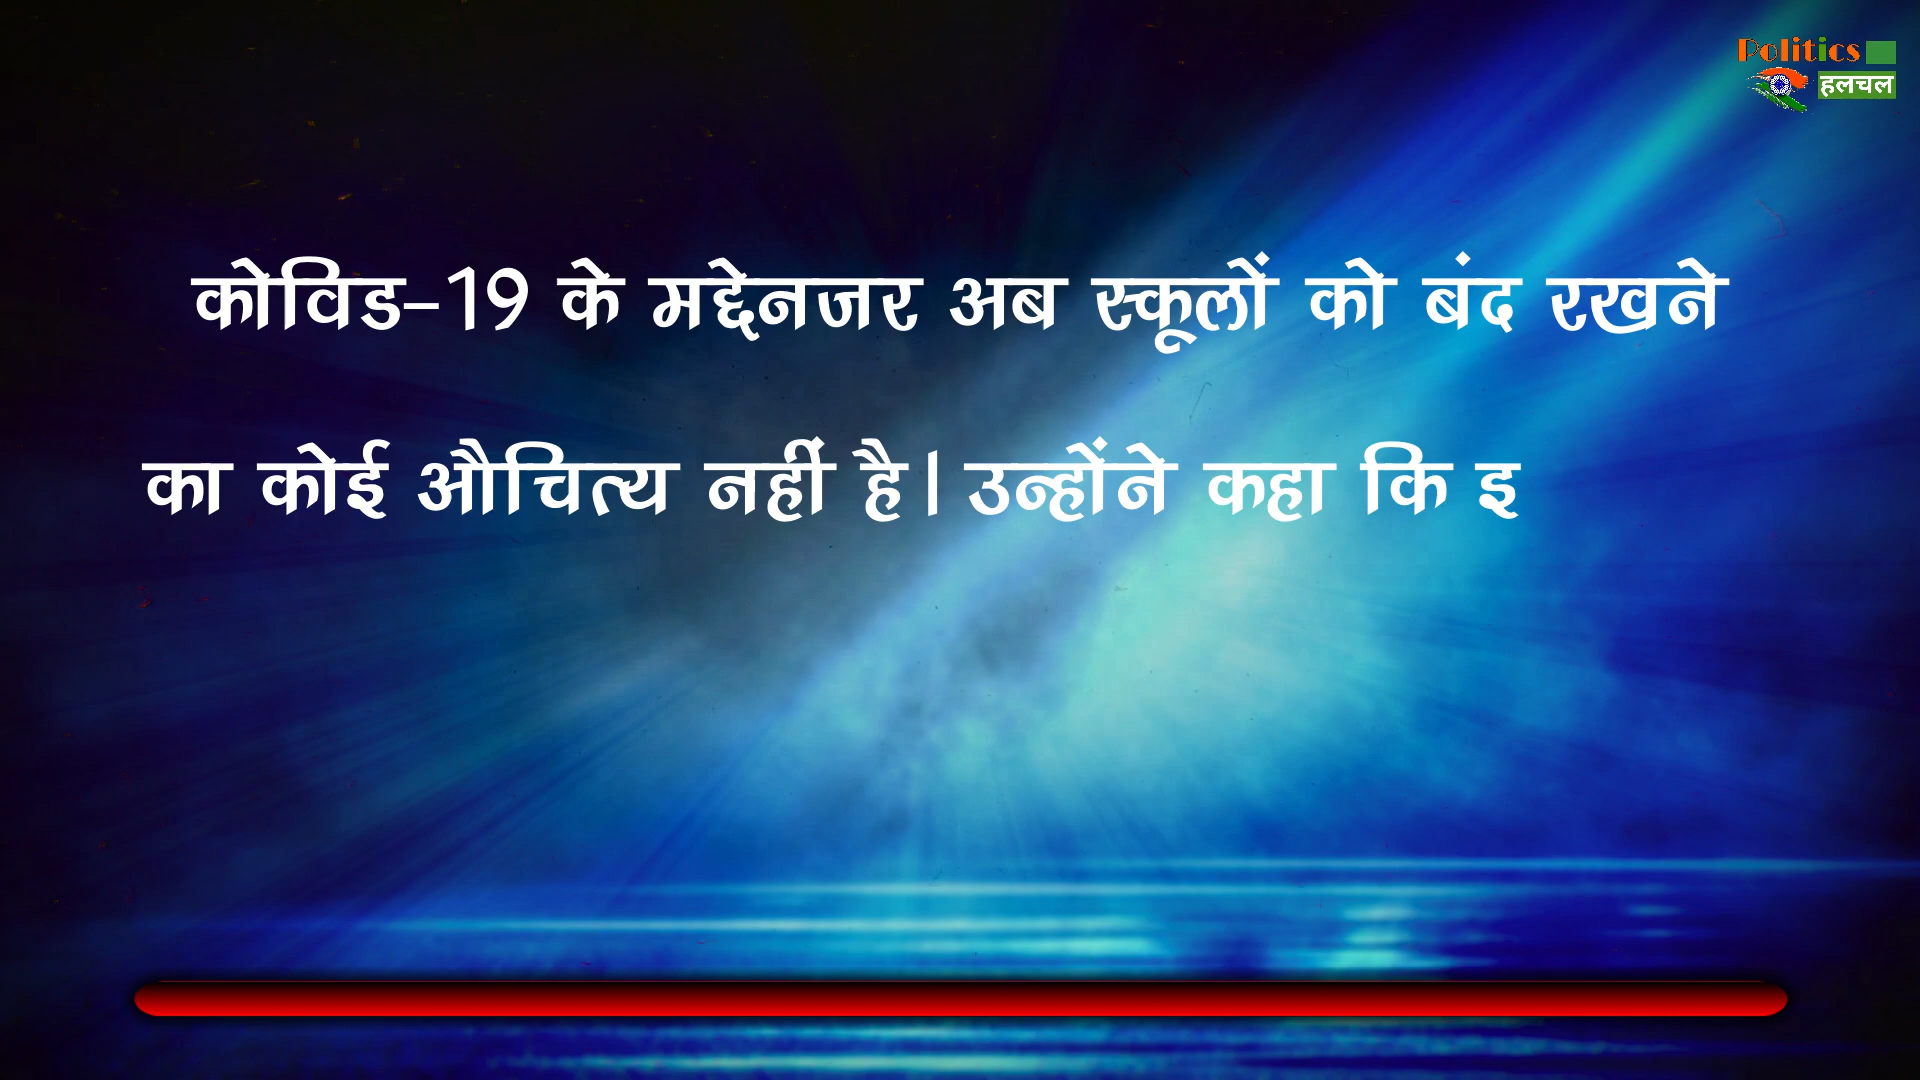 Politics
हलचल
कोविड-19 के मद्देनजर अब स्कूलों को बंद रखने
का कोई औचित्य नहीं है। उन्होंने कहा कि इ